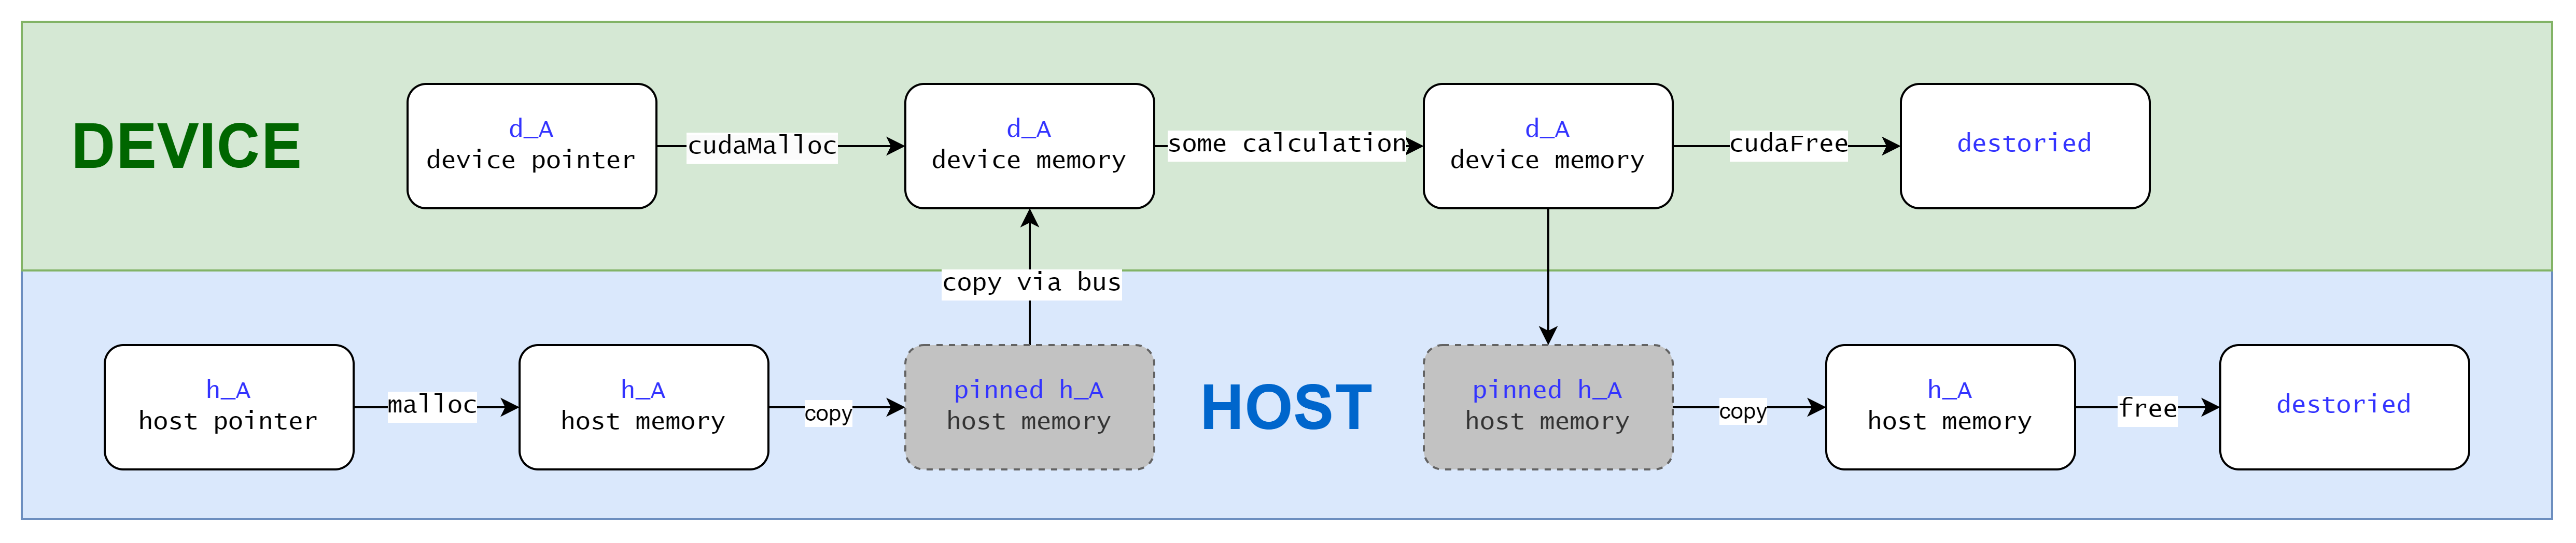 DEVICE
d_A
device pointer
cudaMalloc
d_A
device memory
some calculation
d_A
device memory
cudaFree
destoried
copy via bus
HOST
h_A
host pointer
malloc
h_A
host memory
copy
pinned h_A
host memory
pinned h_A
host memory
copy
h_A
host memory
free
destoried